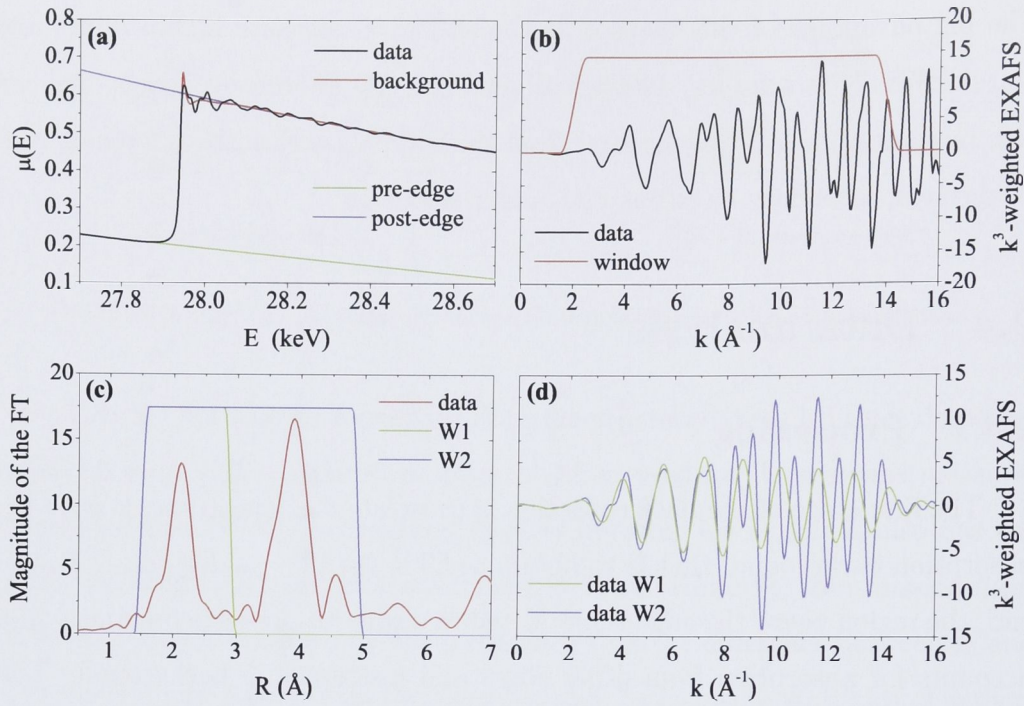 (a)
data
background
pre-edge
post-edge
μ(E)
0.8
0.7
0.6
0.5
0.4
0.3
0.2
0.1
27.8 28.0 28.2 28.4 28.6
E (keV)
(b)
data
window
20
15
10
5
0
-5
-10
-15
-20
k³-weighted EXAFS
0 2 4 6 8 10 12 14 16
k (Å⁻¹)
(c)
data
W1
W2
Magnitude of the FT
20
15
10
5
0
1 2 3 4 5 6 7
R (Å)
(d)
data W1
data W2
15
10
5
0
-5
-10
-15
k³-weighted EXAFS
0 2 4 6 8 10 12 14 16
k (Å⁻¹)